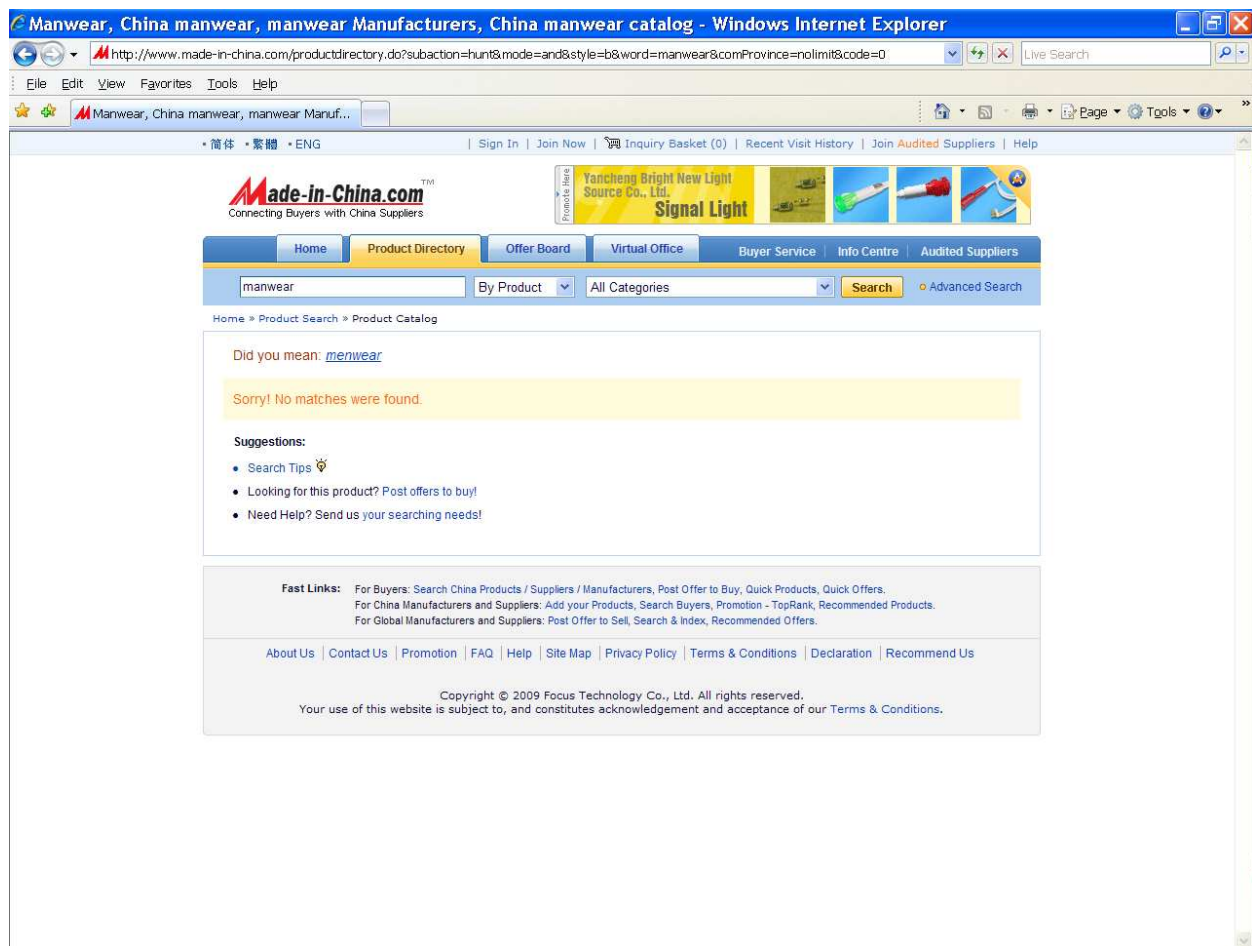 Manwear, China manwear, manwear Manufacturers, China manwear catalog - Windows Internet Explorer
http://www.made-in-china.com/productdirectory.do?subaction=hunt&mode=and&style=b&word=manwear&comProvince=nolimit&code=0
Live Search
File Edit View Favorites Tools Help
Manwear, China manwear, manwear Manuf...
Page Tools
简体 繁體 ENG
| Sign In | Join Now | Inquiry Basket (0) | Recent Visit History | Join Audited Suppliers | Help
Made-in-China.com™
Connecting Buyers with China Suppliers
Promote Here
Yancheng Bright New Light
Source Co., Ltd.
Signal Light
Home Product Directory Offer Board Virtual Office Buyer Service | Info Centre | Audited Suppliers
manwear By Product All Categories Search Advanced Search
Home » Product Search » Product Catalog
Did you mean: menwear
Sorry! No matches were found.
Suggestions:
• Search Tips
• Looking for this product? Post offers to buy!
• Need Help? Send us your searching needs!
Fast Links: For Buyers: Search China Products / Suppliers / Manufacturers, Post Offer to Buy, Quick Products, Quick Offers.
For China Manufacturers and Suppliers: Add your Products, Search Buyers, Promotion - TopRank, Recommended Products.
For Global Manufacturers and Suppliers: Post Offer to Sell, Search & Index, Recommended Offers.
About Us | Contact Us | Promotion | FAQ | Help | Site Map | Privacy Policy | Terms & Conditions | Declaration | Recommend Us
Copyright © 2009 Focus Technology Co., Ltd. All rights reserved.
Your use of this website is subject to, and constitutes acknowledgement and acceptance of our Terms & Conditions.